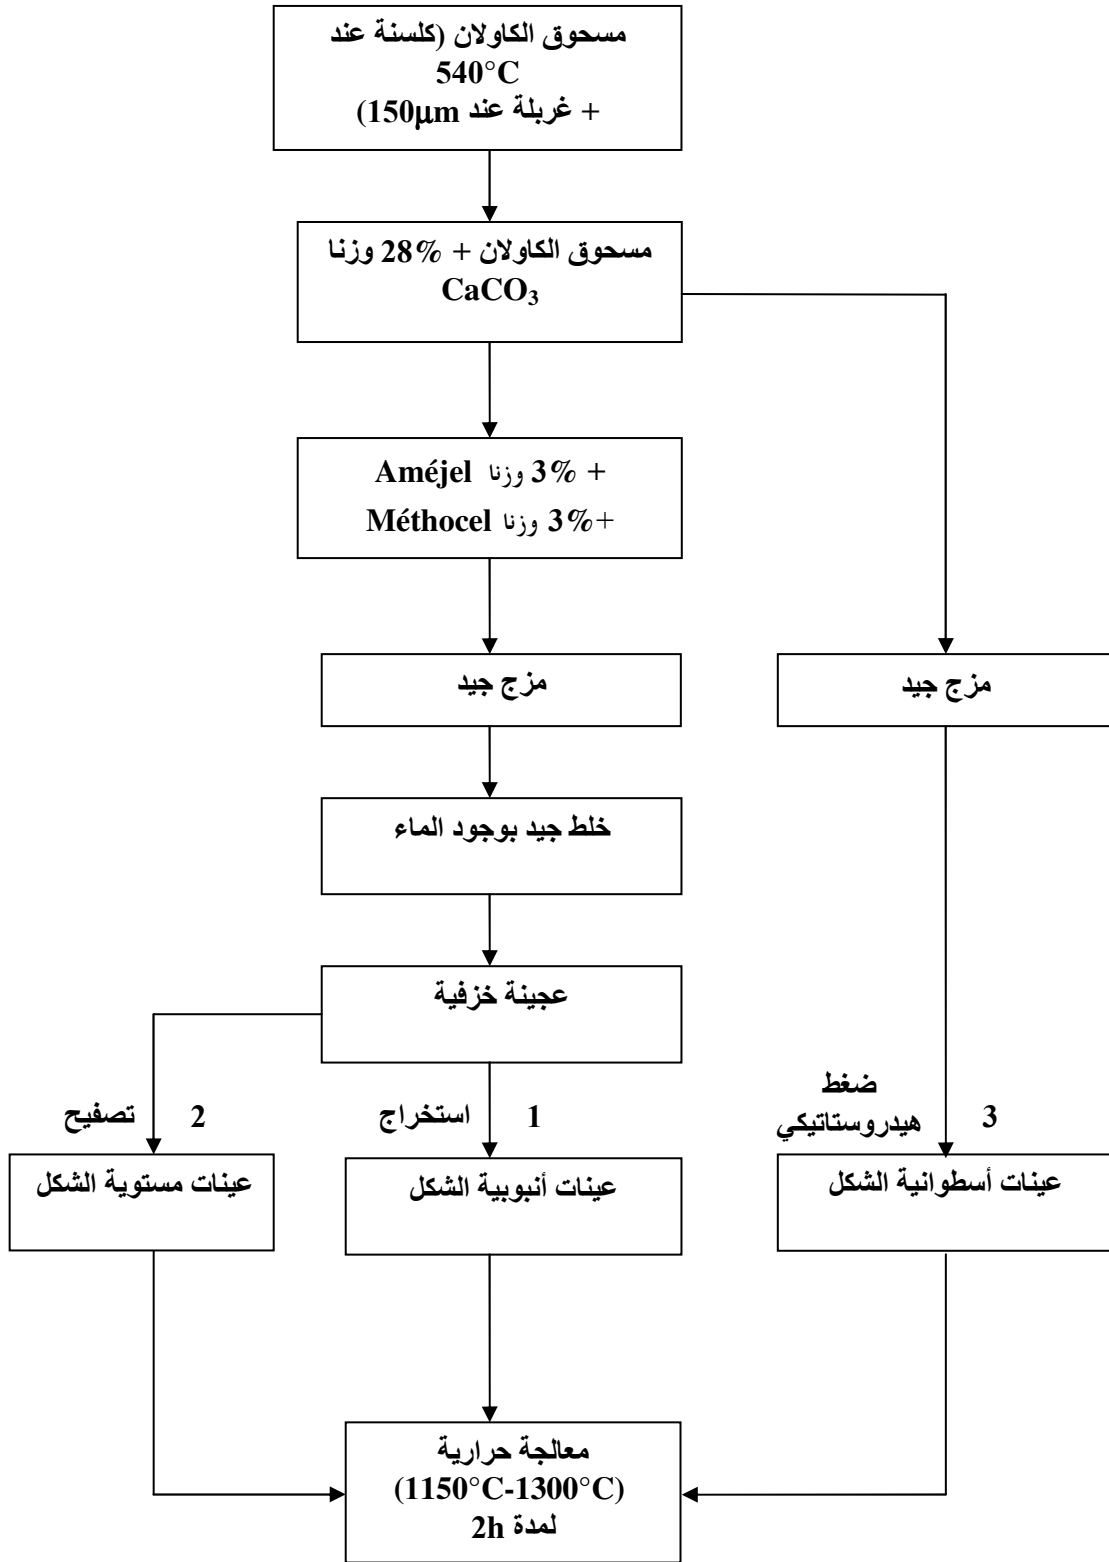 مسحوق الكاولان (كلسنة عند
540°C
+ غربلة عند 150µm)
مسحوق الكاولان + 28% وزنا
CaCO₃
+ 3% وزنا Améjel
+3% وزنا Méthocel
مزج جيد
مزج جيد
خلط جيد بوجود الماء
عجينة خزفية
تصفيح
2
استخراج
1
ضغط
هيدروستاتيكي
3
عينات مستوية الشكل
عينات أنبوبية الشكل
عينات أسطوانية الشكل
معالجة حرارية
(1150°C-1300°C)
لمدة 2h